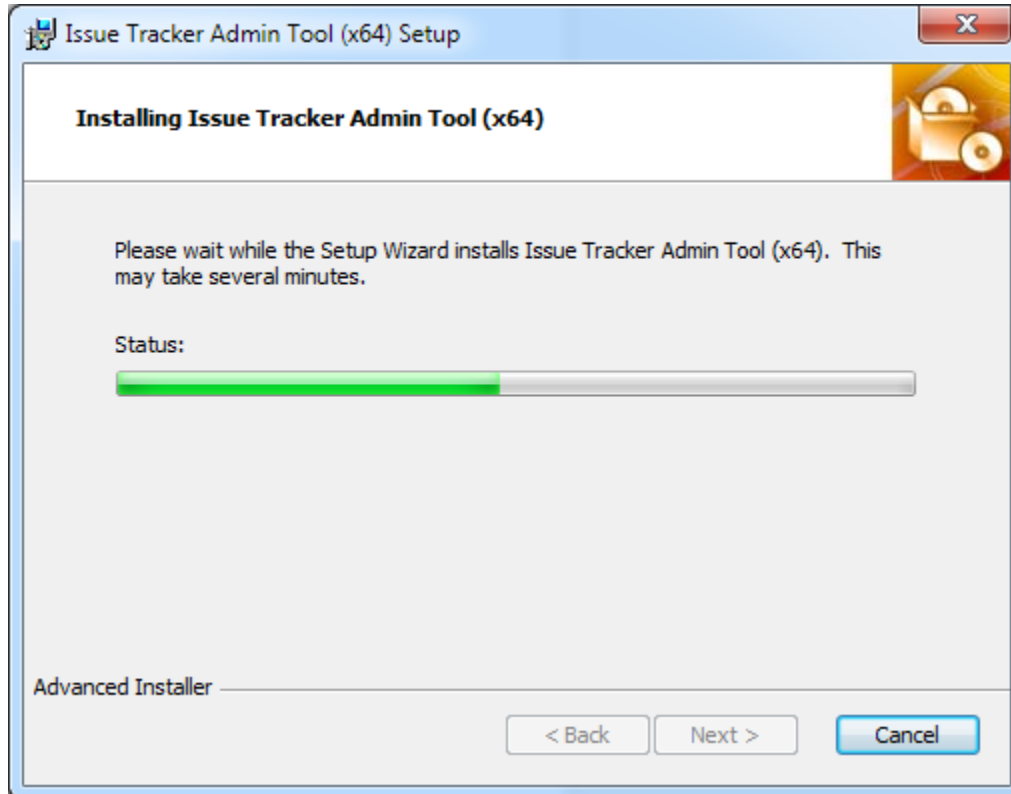 Issue Tracker Admin Tool (x64) Setup
Installing Issue Tracker Admin Tool (x64)
Please wait while the Setup Wizard installs Issue Tracker Admin Tool (x64).  This
may take several minutes.
Status:
Advanced Installer
< Back
Next >
Cancel